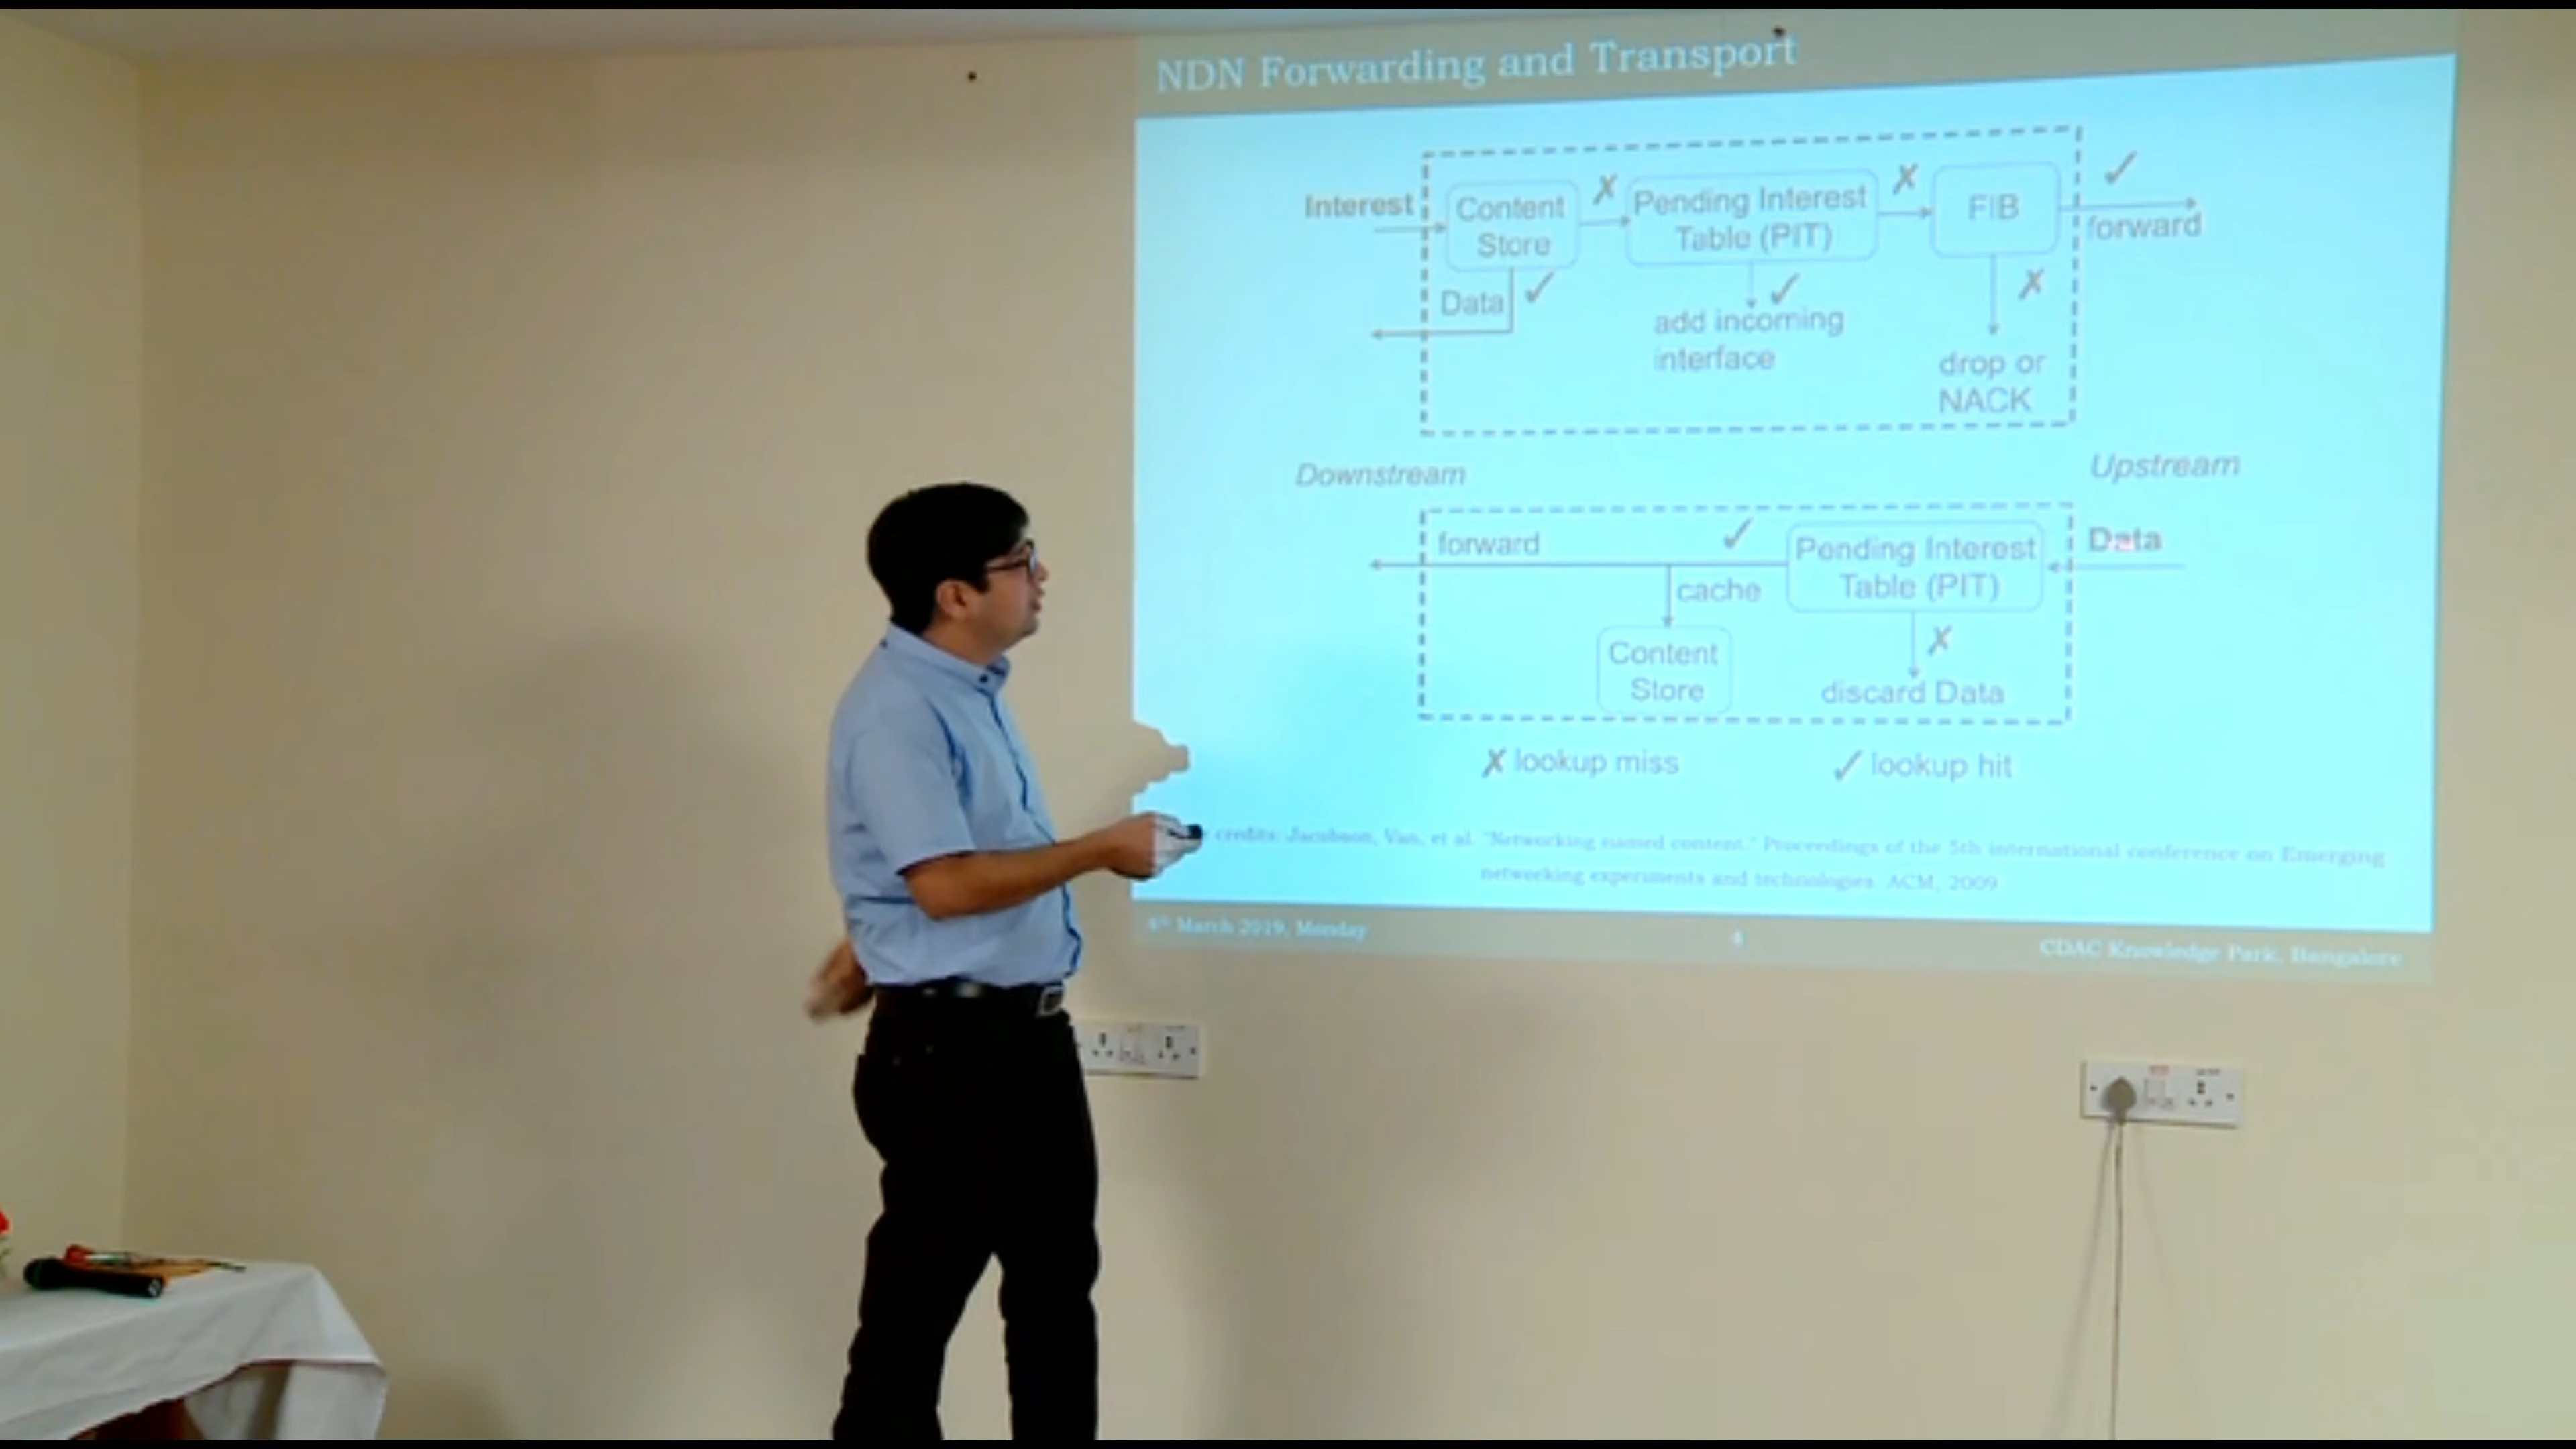 NDN Forwarding and Transport
Interest
Content
Store
Pending Interest
Table (PIT)
FIB
forward
Data
add incoming
interface
drop or
NACK
Downstream
Upstream
forward
cache
Pending Interest
Table (PIT)
Data
Content
Store
discard Data
✗ lookup miss
✓ lookup hit
credits: Jacobson, Van, et al. "Networking named content." Proceedings of the 5th international conference on Emerging
networking experiments and technologies. ACM, 2009
4th March 2019, Monday
4
CDAC Knowledge Park, Bangalore